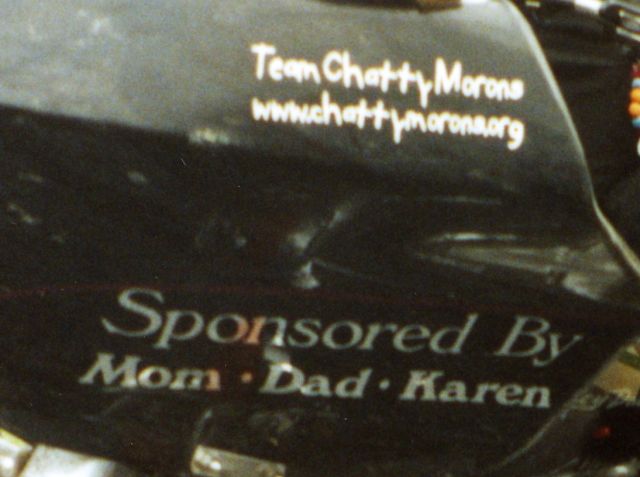 Team Chatty Morons
www.chattymorons.org
Sponsored By
Mom · Dad · Karen